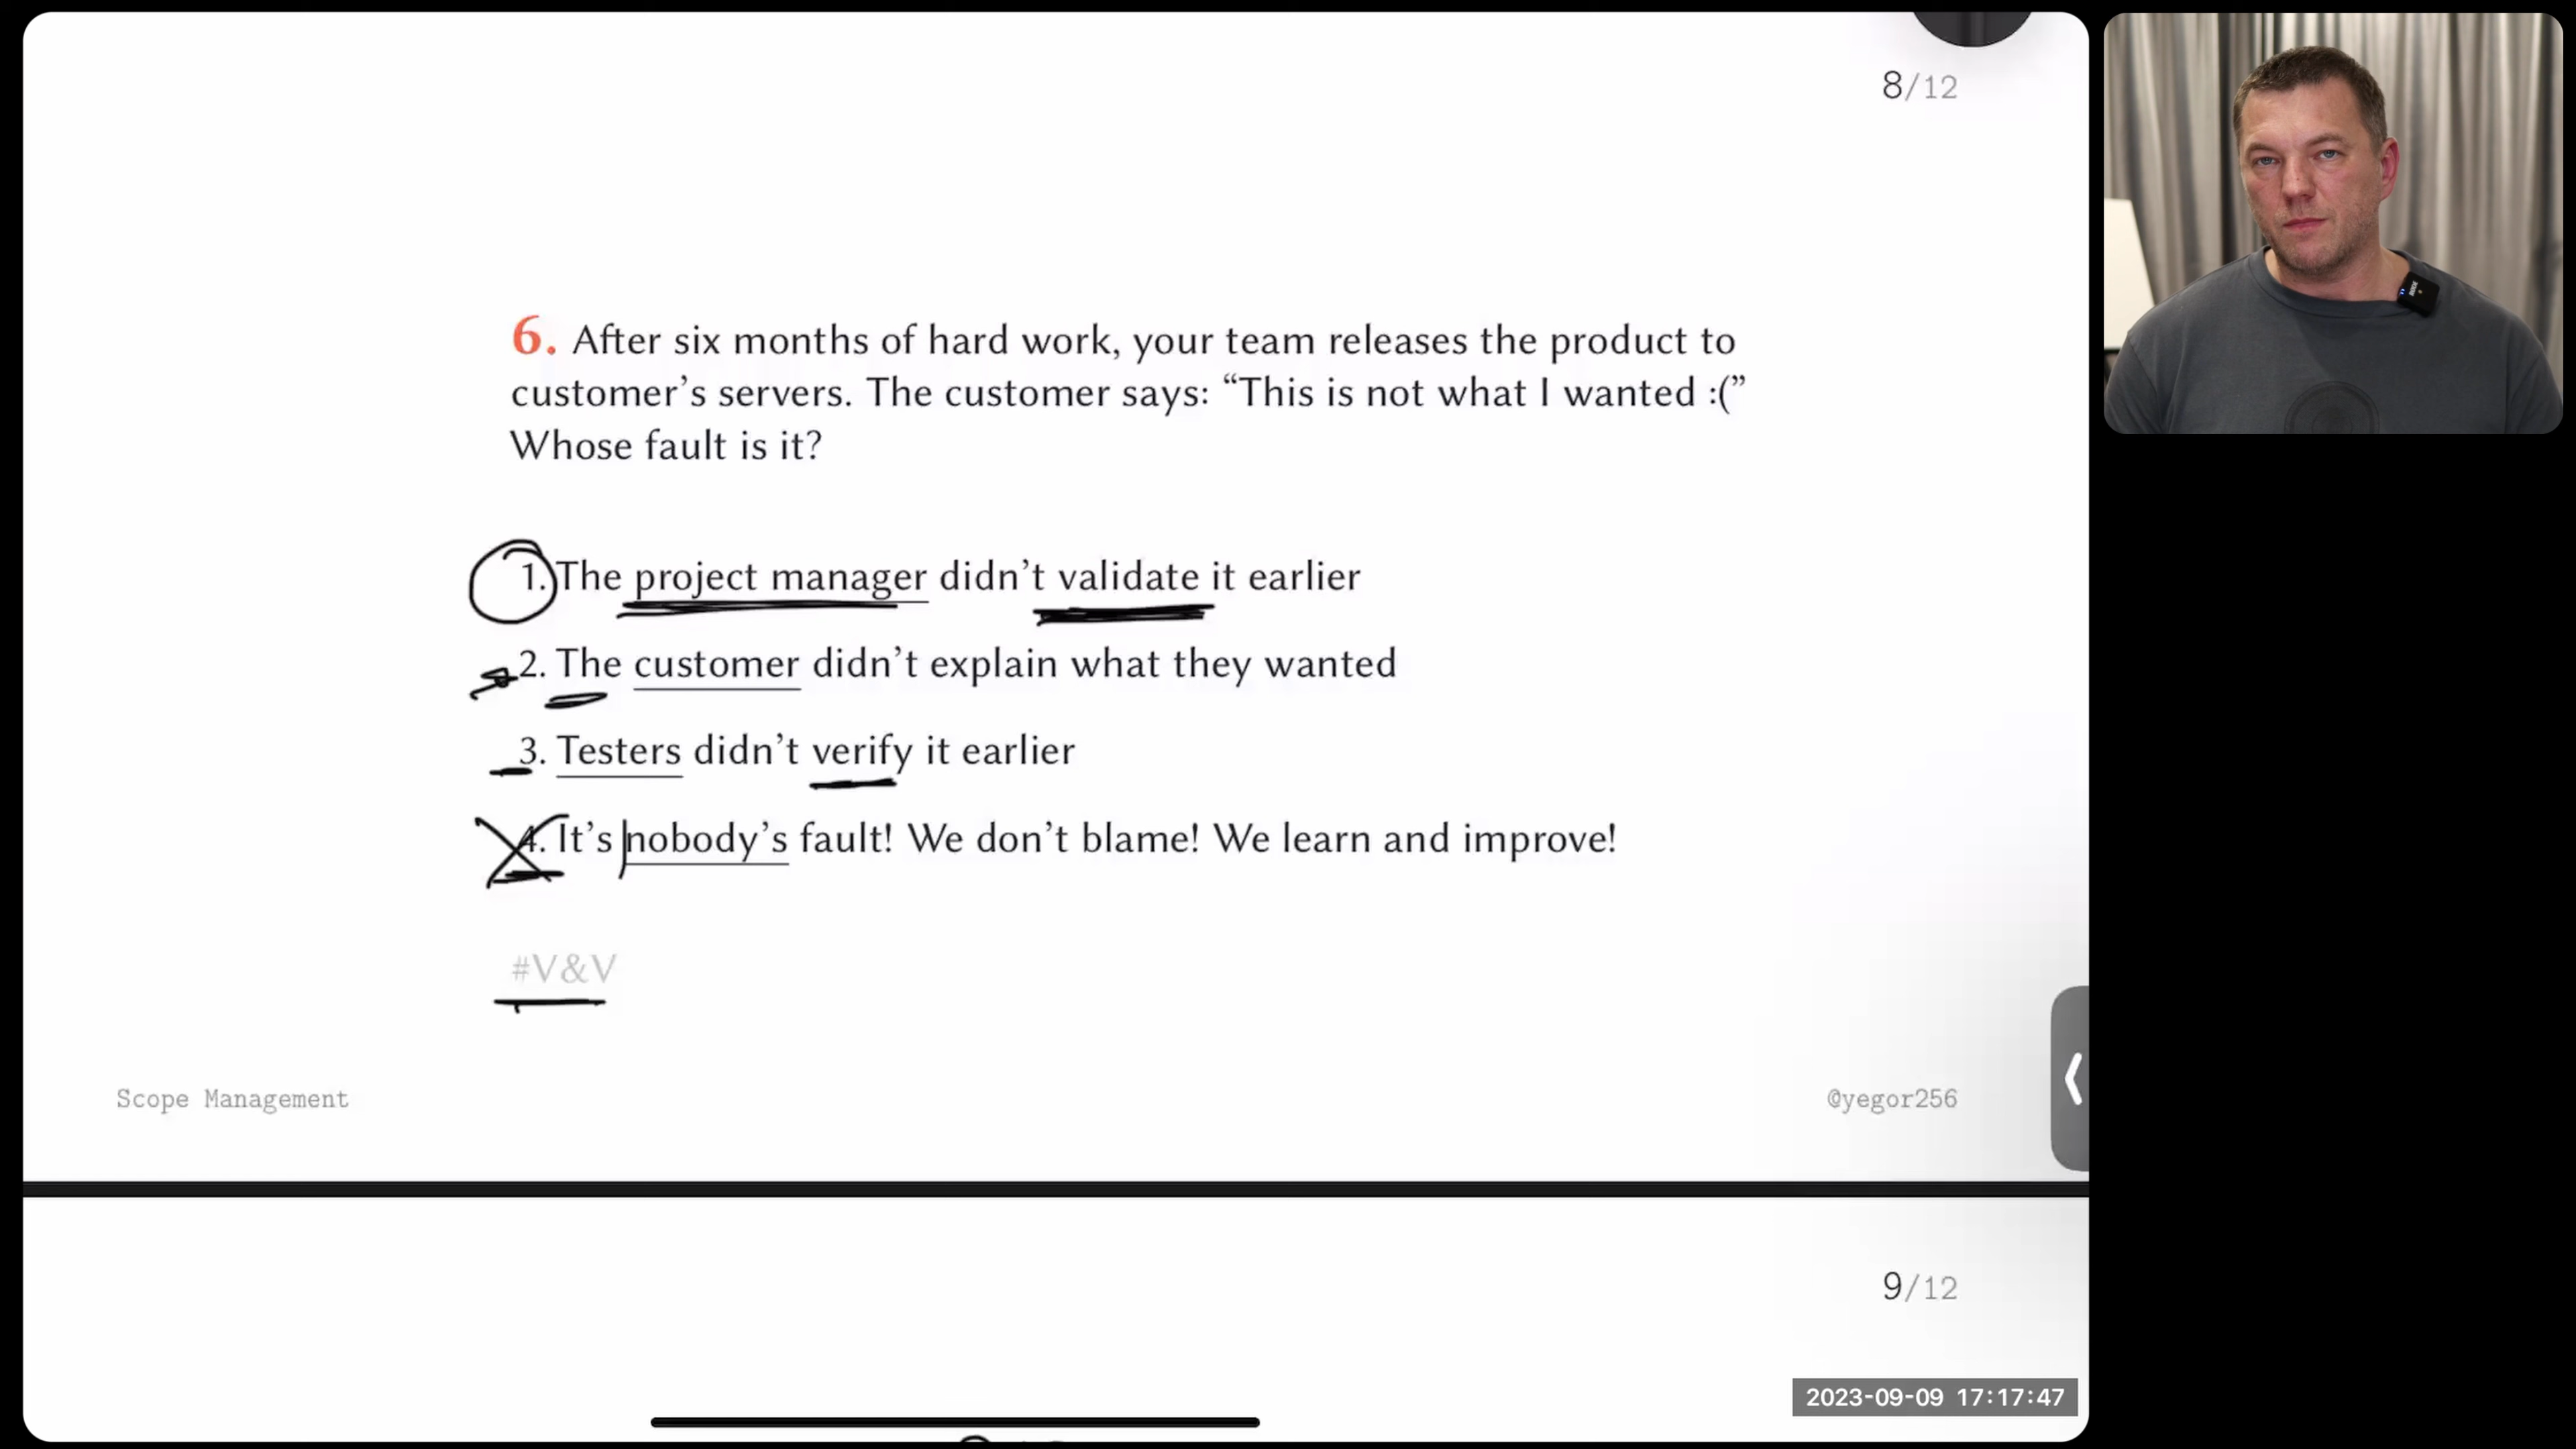 8/12
6. After six months of hard work, your team releases the product to
customer’s servers. The customer says: “This is not what I wanted :(”
Whose fault is it?
1. The project manager didn’t validate it earlier
2. The customer didn’t explain what they wanted
3. Testers didn’t verify it earlier
4. It’s nobody’s fault! We don’t blame! We learn and improve!
#V&V
Scope Management
@yegor256
9/12
2023-09-09 17:17:47